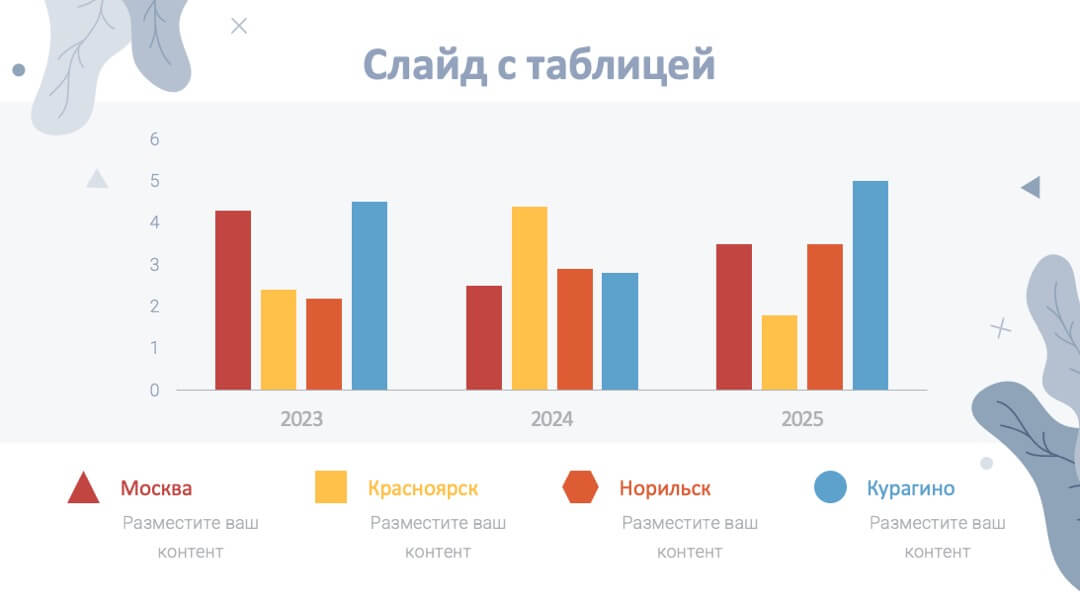 Слайд с таблицей
6
5
4
3
2
1
0
2023
2024
2025
Москва
Разместите ваш
контент
Красноярск
Разместите ваш
контент
Норильск
Разместите ваш
контент
Курагино
Разместите ваш
контент